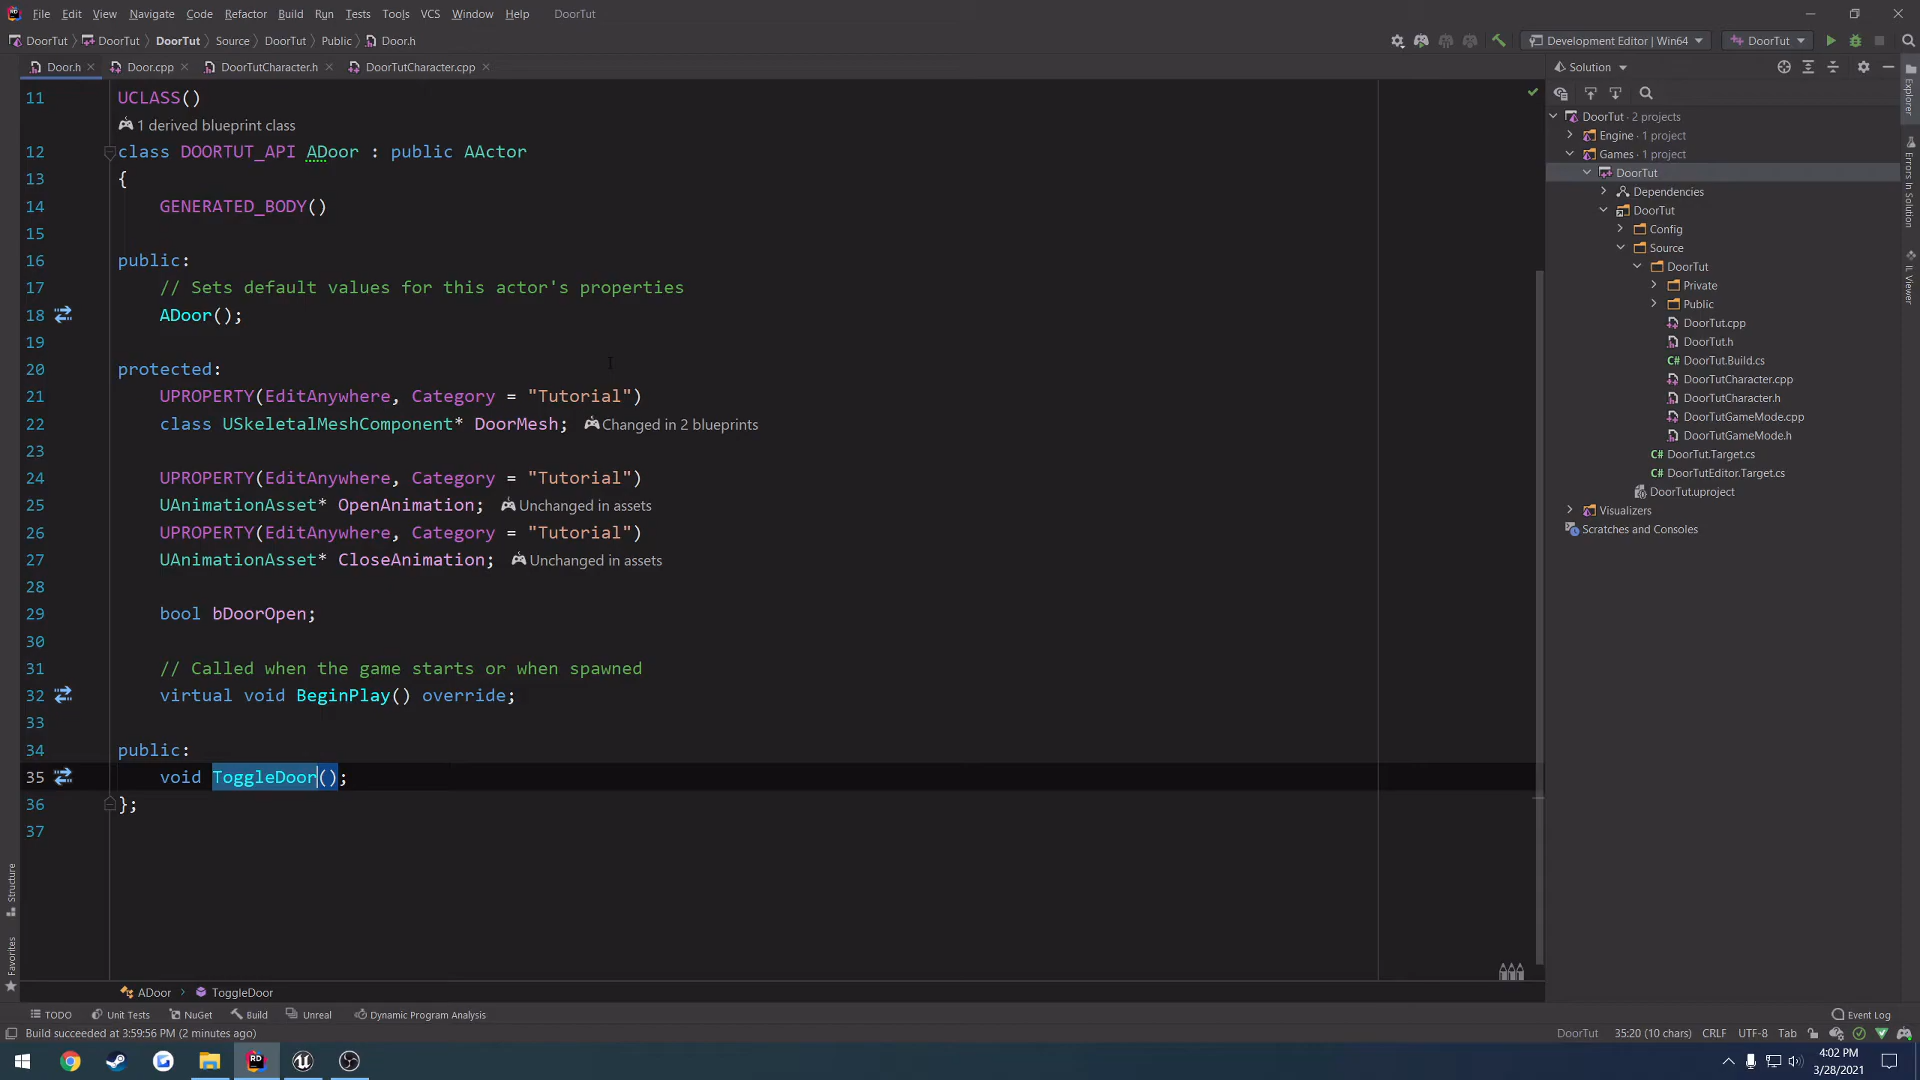 File Edit View Navigate Code Refactor Build Run Tests Tools VCS Window Help DoorTut
DoorTut DoorTut DoorTut Source DoorTut Public Door.h
Development Editor | Win64 DoorTut
Door.h Door.cpp DoorTutCharacter.h DoorTutCharacter.cpp
11 UCLASS()
1 derived blueprint class
12 class DOORTUT_API ADoor : public AActor
13 {
14 GENERATED_BODY()
15
16 public:
17 // Sets default values for this actor's properties
18 ADoor();
19
20 protected:
21 UPROPERTY(EditAnywhere, Category = "Tutorial")
22 class USkeletalMeshComponent* DoorMesh; Changed in 2 blueprints
23
24 UPROPERTY(EditAnywhere, Category = "Tutorial")
25 UAnimationAsset* OpenAnimation; Unchanged in assets
26 UPROPERTY(EditAnywhere, Category = "Tutorial")
27 UAnimationAsset* CloseAnimation; Unchanged in assets
28
29 bool bDoorOpen;
30
31 // Called when the game starts or when spawned
32 virtual void BeginPlay() override;
33
34 public:
35 void ToggleDoor();
36 };
37
ADoor ToggleDoor
Solution
DoorTut · 2 projects
Engine · 1 project
Games · 1 project
DoorTut
Dependencies
DoorTut
Config
Source
DoorTut
Private
Public
DoorTut.cpp
DoorTut.h
C# DoorTut.Build.cs
DoorTutCharacter.cpp
DoorTutCharacter.h
DoorTutGameMode.cpp
DoorTutGameMode.h
C# DoorTut.Target.cs
C# DoorTutEditor.Target.cs
DoorTut.uproject
Visualizers
Scratches and Consoles
Explorer
Errors In Solution
IL Viewer
Structure
Favorites
TODO Unit Tests NuGet Build Unreal Dynamic Program Analysis Event Log
Build succeeded at 3:59:56 PM (2 minutes ago) DoorTut 35:20 (10 chars) CRLF UTF-8 Tab
RD
4:02 PM
3/28/2021